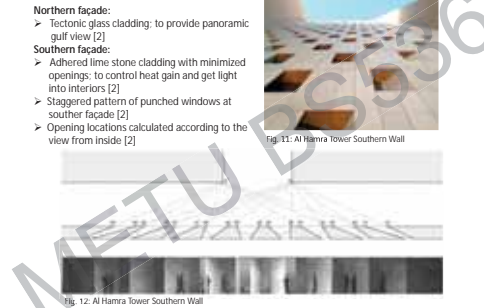 Northern façade:
➢ Tectonic glass cladding; to provide panoramic
gulf view [2]
Southern façade:
➢ Adhered lime stone cladding with minimized
openings; to control heat gain and get light
into interiors [2]
➢ Staggered pattern of punched windows at
souther façade [2]
➢ Opening locations calculated according to the
view from inside [2]
Fig. 11: Al Hamra Tower Southern Wall
Fig. 12: Al Hamra Tower Southern Wall
METU BS536